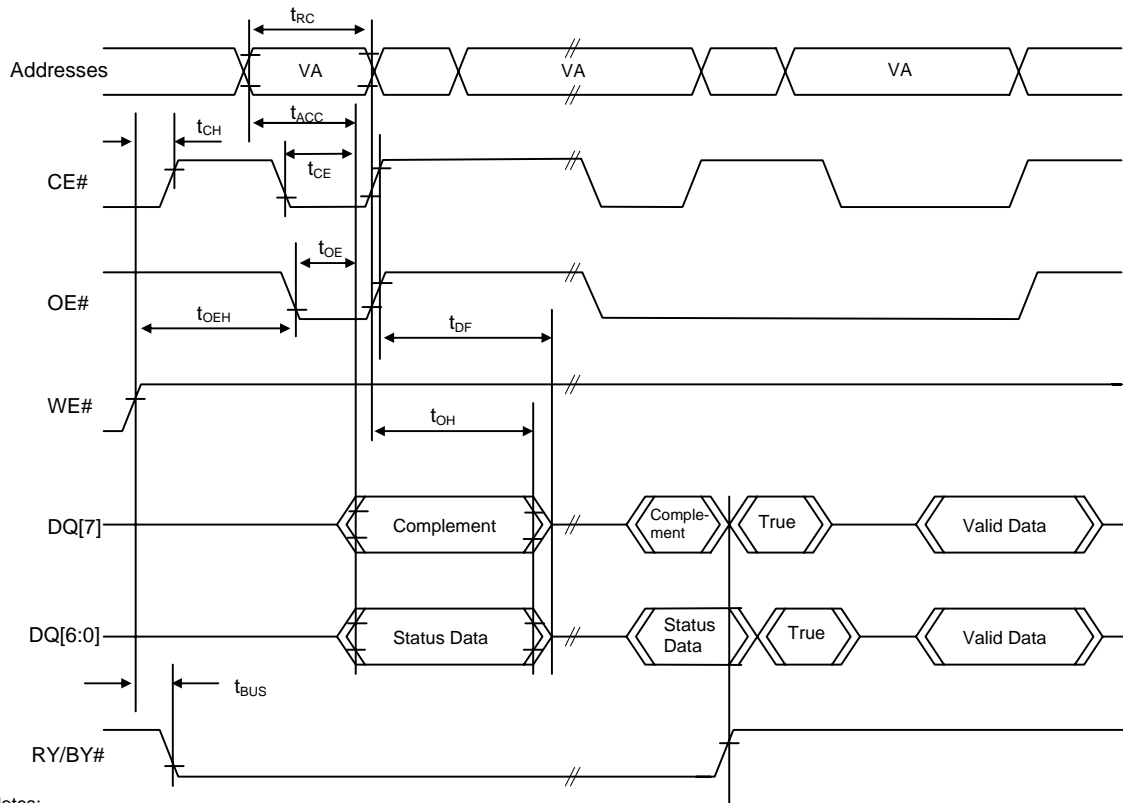 tRC
Addresses VA VA VA
tACC
tCH
tCE
CE#
tOE
OE#
tOEH
tDF
WE#
tOH
DQ[7] Complement Comple-
ment True Valid Data
DQ[6:0] Status Data Status
Data True Valid Data
tBUS
RY/BY#